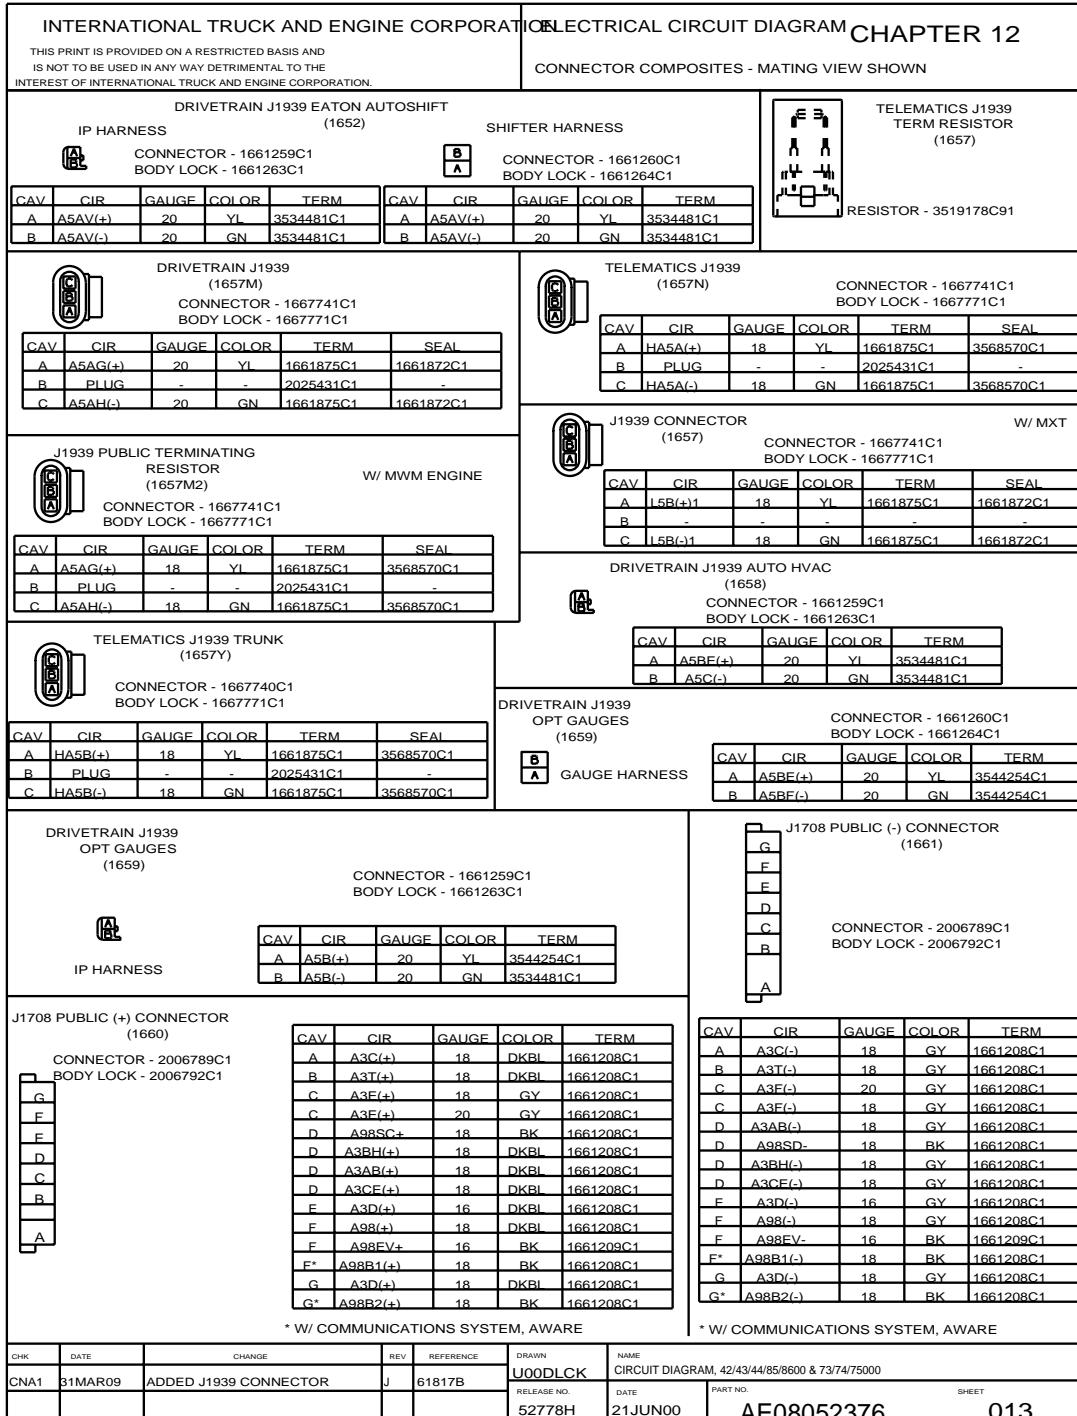 INTERNATIONAL TRUCK AND ENGINE CORPORATION
THIS PRINT IS PROVIDED ON A RESTRICTED BASIS AND
IS NOT TO BE USED IN ANY WAY DETRIMENTAL TO THE
INTEREST OF INTERNATIONAL TRUCK AND ENGINE CORPORATION.
ELECTRICAL CIRCUIT DIAGRAM
CHAPTER 12
CONNECTOR COMPOSITES - MATING VIEW SHOWN
DRIVETRAIN J1939 EATON AUTOSHIFT
(1652)
IP HARNESS
A
B
CONNECTOR - 1661259C1
BODY LOCK - 1661263C1
CAV CIR GAUGE COLOR TERM
A A5AV(+) 20 YL 3534481C1
B A5AV(-) 20 GN 3534481C1
SHIFTER HARNESS
B
A
CONNECTOR - 1661260C1
BODY LOCK - 1661264C1
CAV CIR GAUGE COLOR TERM
A A5AV(+) 20 YL 3534481C1
B A5AV(-) 20 GN 3534481C1
TELEMATICS J1939
TERM RESISTOR
(1657)
RESISTOR - 3519178C91
DRIVETRAIN J1939
(1657M)
C
B
A
CONNECTOR - 1667741C1
BODY LOCK - 1667771C1
CAV CIR GAUGE COLOR TERM SEAL
A A5AG(+) 20 YL 1661875C1 1661872C1
B PLUG - - 2025431C1 -
C A5AH(-) 20 GN 1661875C1 1661872C1
TELEMATICS J1939
(1657N)
C
B
A
CONNECTOR - 1667741C1
BODY LOCK - 1667771C1
CAV CIR GAUGE COLOR TERM SEAL
A HA5A(+) 18 YL 1661875C1 3568570C1
B PLUG - - 2025431C1 -
C HA5A(-) 18 GN 1661875C1 3568570C1
J1939 CONNECTOR
(1657)
W/ MXT
C
B
A
CONNECTOR - 1667741C1
BODY LOCK - 1667771C1
CAV CIR GAUGE COLOR TERM SEAL
A L5B(+)1 18 YL 1661875C1 1661872C1
B - - - - -
C L5B(-)1 18 GN 1661875C1 1661872C1
J1939 PUBLIC TERMINATING
RESISTOR
(1657M2)
W/ MWM ENGINE
C
B
A
CONNECTOR - 1667741C1
BODY LOCK - 1667771C1
CAV CIR GAUGE COLOR TERM SEAL
A A5AG(+) 18 YL 1661875C1 3568570C1
B PLUG - - 2025431C1 -
C A5AH(-) 18 GN 1661875C1 3568570C1
DRIVETRAIN J1939 AUTO HVAC
(1658)
A
B
CONNECTOR - 1661259C1
BODY LOCK - 1661263C1
CAV CIR GAUGE COLOR TERM
A A5BE(+) 20 YL 3534481C1
B A5C(-) 20 GN 3534481C1
TELEMATICS J1939 TRUNK
(1657Y)
C
B
A
CONNECTOR - 1667740C1
BODY LOCK - 1667771C1
CAV CIR GAUGE COLOR TERM SEAL
A HA5B(+) 18 YL 1661875C1 3568570C1
B PLUG - - 2025431C1 -
C HA5B(-) 18 GN 1661875C1 3568570C1
DRIVETRAIN J1939
OPT GAUGES
(1659)
B
A
GAUGE HARNESS
CONNECTOR - 1661260C1
BODY LOCK - 1661264C1
CAV CIR GAUGE COLOR TERM
A A5BE(+) 20 YL 3544254C1
B A5BF(-) 20 GN 3544254C1
DRIVETRAIN J1939
OPT GAUGES
(1659)
CONNECTOR - 1661259C1
BODY LOCK - 1661263C1
A
B
IP HARNESS
CAV CIR GAUGE COLOR TERM
A A5B(+) 20 YL 3544254C1
B A5B(-) 20 GN 3534481C1
J1708 PUBLIC (-) CONNECTOR
(1661)
G
F
E
D
C
B
A
CONNECTOR - 2006789C1
BODY LOCK - 2006792C1
CAV CIR GAUGE COLOR TERM
A A3C(-) 18 GY 1661208C1
B A3T(-) 18 GY 1661208C1
C A3E(-) 20 GY 1661208C1
C A3F(-) 18 GY 1661208C1
D A3AB(-) 18 GY 1661208C1
D A98SD- 18 BK 1661208C1
D A3BH(-) 18 GY 1661208C1
D A3CE(-) 18 GY 1661208C1
E A3D(-) 16 GY 1661208C1
F A98(-) 18 GY 1661208C1
F A98EV- 16 BK 1661209C1
F* A98B1(-) 18 BK 1661208C1
G A3D(-) 18 GY 1661208C1
G* A98B2(-) 18 BK 1661208C1
* W/ COMMUNICATIONS SYSTEM, AWARE
J1708 PUBLIC (+) CONNECTOR
(1660)
CONNECTOR - 2006789C1
BODY LOCK - 2006792C1
G
F
E
D
C
B
A
CAV CIR GAUGE COLOR TERM
A A3C(+) 18 DKBL 1661208C1
B A3T(+) 18 DKBL 1661208C1
C A3F(+) 18 GY 1661208C1
C A3E(+) 20 GY 1661208C1
D A98SC+ 18 BK 1661208C1
D A3BH(+) 18 DKBL 1661208C1
D A3AB(+) 18 DKBL 1661208C1
D A3CE(+) 18 DKBL 1661208C1
E A3D(+) 16 DKBL 1661208C1
F A98(+) 18 DKBL 1661208C1
F A98EV+ 16 BK 1661209C1
F* A98B1(+) 18 BK 1661208C1
G A3D(+) 18 DKBL 1661208C1
G* A98B2(+) 18 BK 1661208C1
* W/ COMMUNICATIONS SYSTEM, AWARE
CHK DATE CHANGE REV REFERENCE
CNA1 31MAR09 ADDED J1939 CONNECTOR J 61817B
DRAWN
U00DLCK
NAME
CIRCUIT DIAGRAM, 42/43/44/85/8600 & 73/74/75000
RELEASE NO.
52778H
DATE
21JUN00
PART NO.
AE08052376
SHEET
013